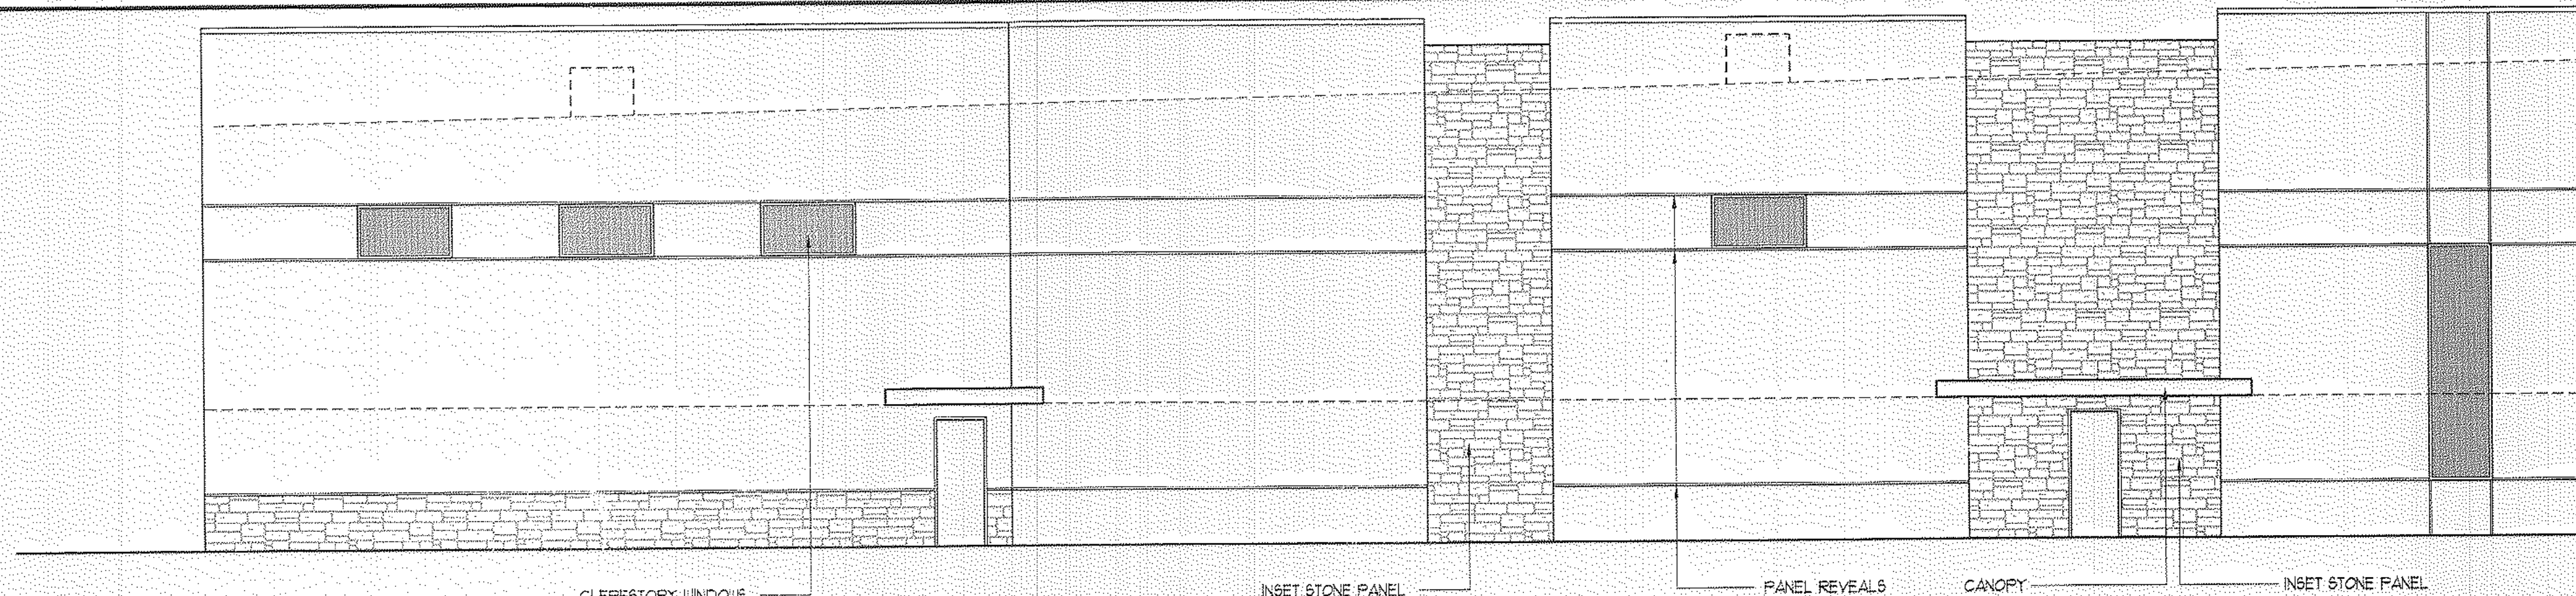 CLERESTORY WINDOWS
INSET STONE PANEL
PANEL REVEALS
CANOPY
INSET STONE PANEL